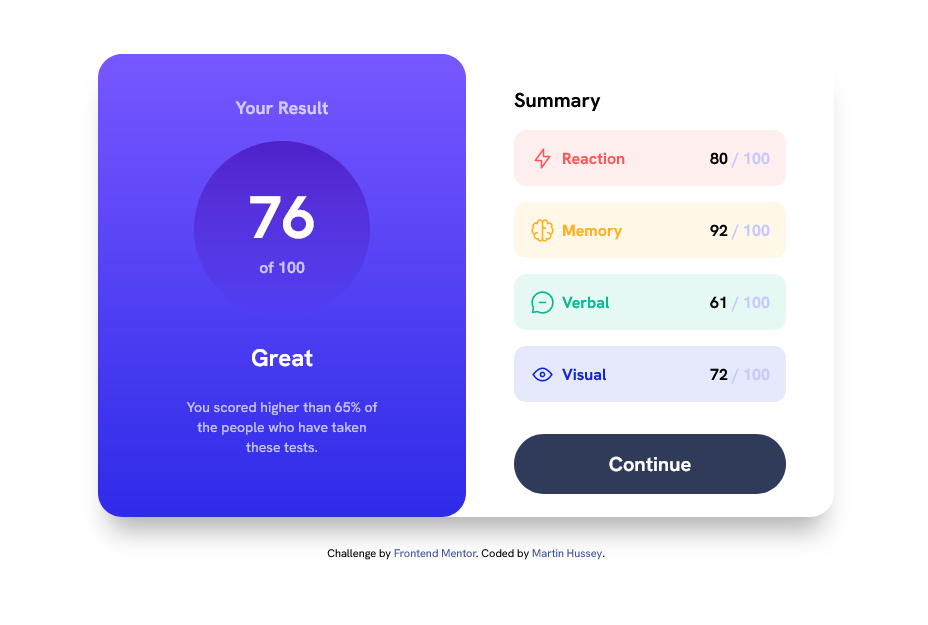 Your Result
76
of 100
Great
You scored higher than 65% of
the people who have taken
these tests.
Summary
Reaction 80 / 100
Memory 92 / 100
Verbal 61 / 100
Visual 72 / 100
Continue
Challenge by Frontend Mentor. Coded by Martin Hussey.